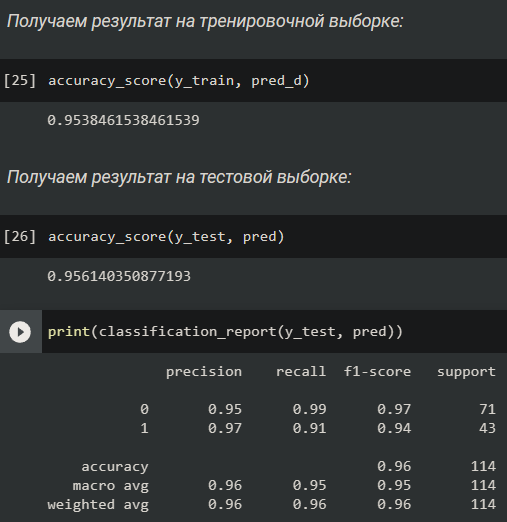 Получаем результат на тренировочной выборке:
[25] accuracy_score(y_train, pred_d)
0.9538461538461539
Получаем результат на тестовой выборке:
[26] accuracy_score(y_test, pred)
0.956140350877193
print(classification_report(y_test, pred))
precision recall f1-score support
0 0.95 0.99 0.97 71
1 0.97 0.91 0.94 43
accuracy 0.96 114
macro avg 0.96 0.95 0.95 114
weighted avg 0.96 0.96 0.96 114